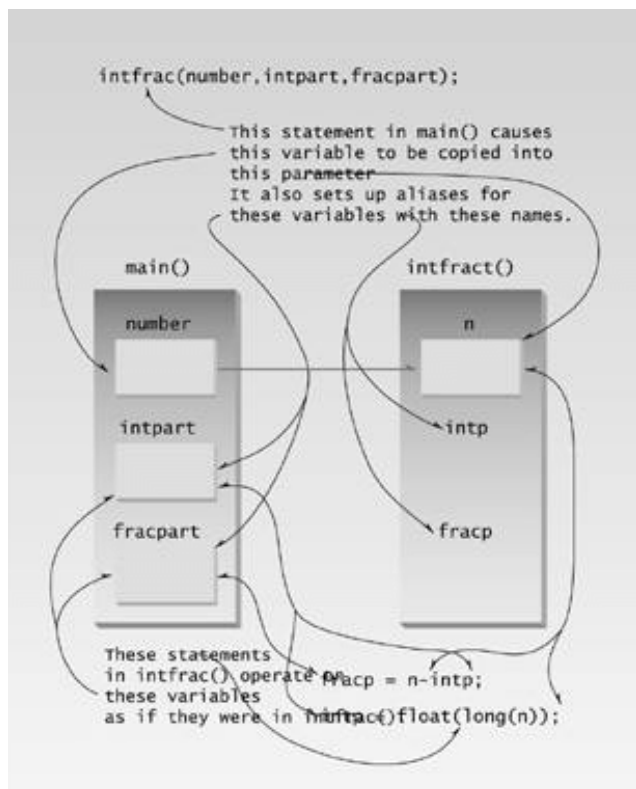 intfrac(number,intpart,fracpart);
This statement in main() causes
this variable to be copied into
this parameter
It also sets up aliases for
these variables with these names.
main()
intfract()
number
n
intpart
intp
fracpart
fracp
These statements
in intfrac() operate on
these variables
as if they were in
fracp = n-intp;
float(long(n));